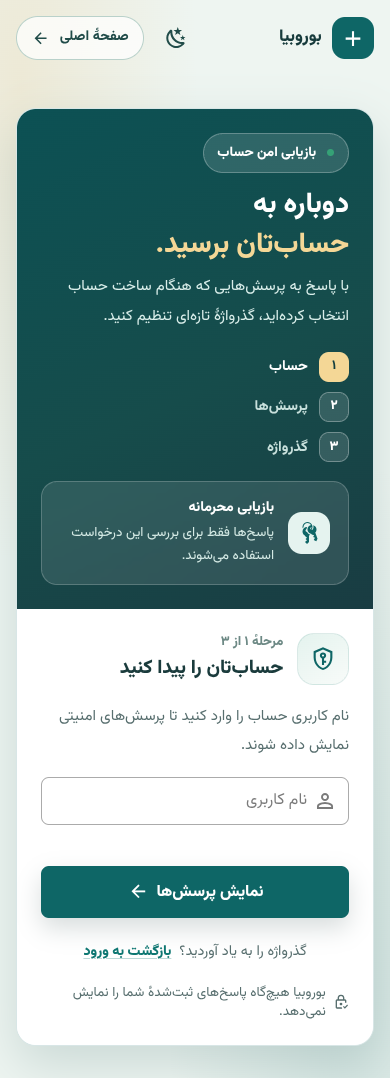 بوروبیا
صفحهٔ اصلی
بازیابی امن حساب
دوباره به
حساب‌تان برسید.
با پاسخ به پرسش‌هایی که هنگام ساخت حساب
انتخاب کرده‌اید، گذرواژهٔ تازه‌ای تنظیم کنید.
۱ حساب
۲ پرسش‌ها
۳ گذرواژه
بازیابی محرمانه
پاسخ‌ها فقط برای بررسی این درخواست
استفاده می‌شوند.
مرحلهٔ ۱ از ۳
حساب‌تان را پیدا کنید
نام کاربری حساب را وارد کنید تا پرسش‌های امنیتی
نمایش داده شوند.
نام کاربری
نمایش پرسش‌ها
گذرواژه را به یاد آوردید؟ بازگشت به ورود
بوروبیا هیچ‌گاه پاسخ‌های ثبت‌شدهٔ شما را نمایش
نمی‌دهد.